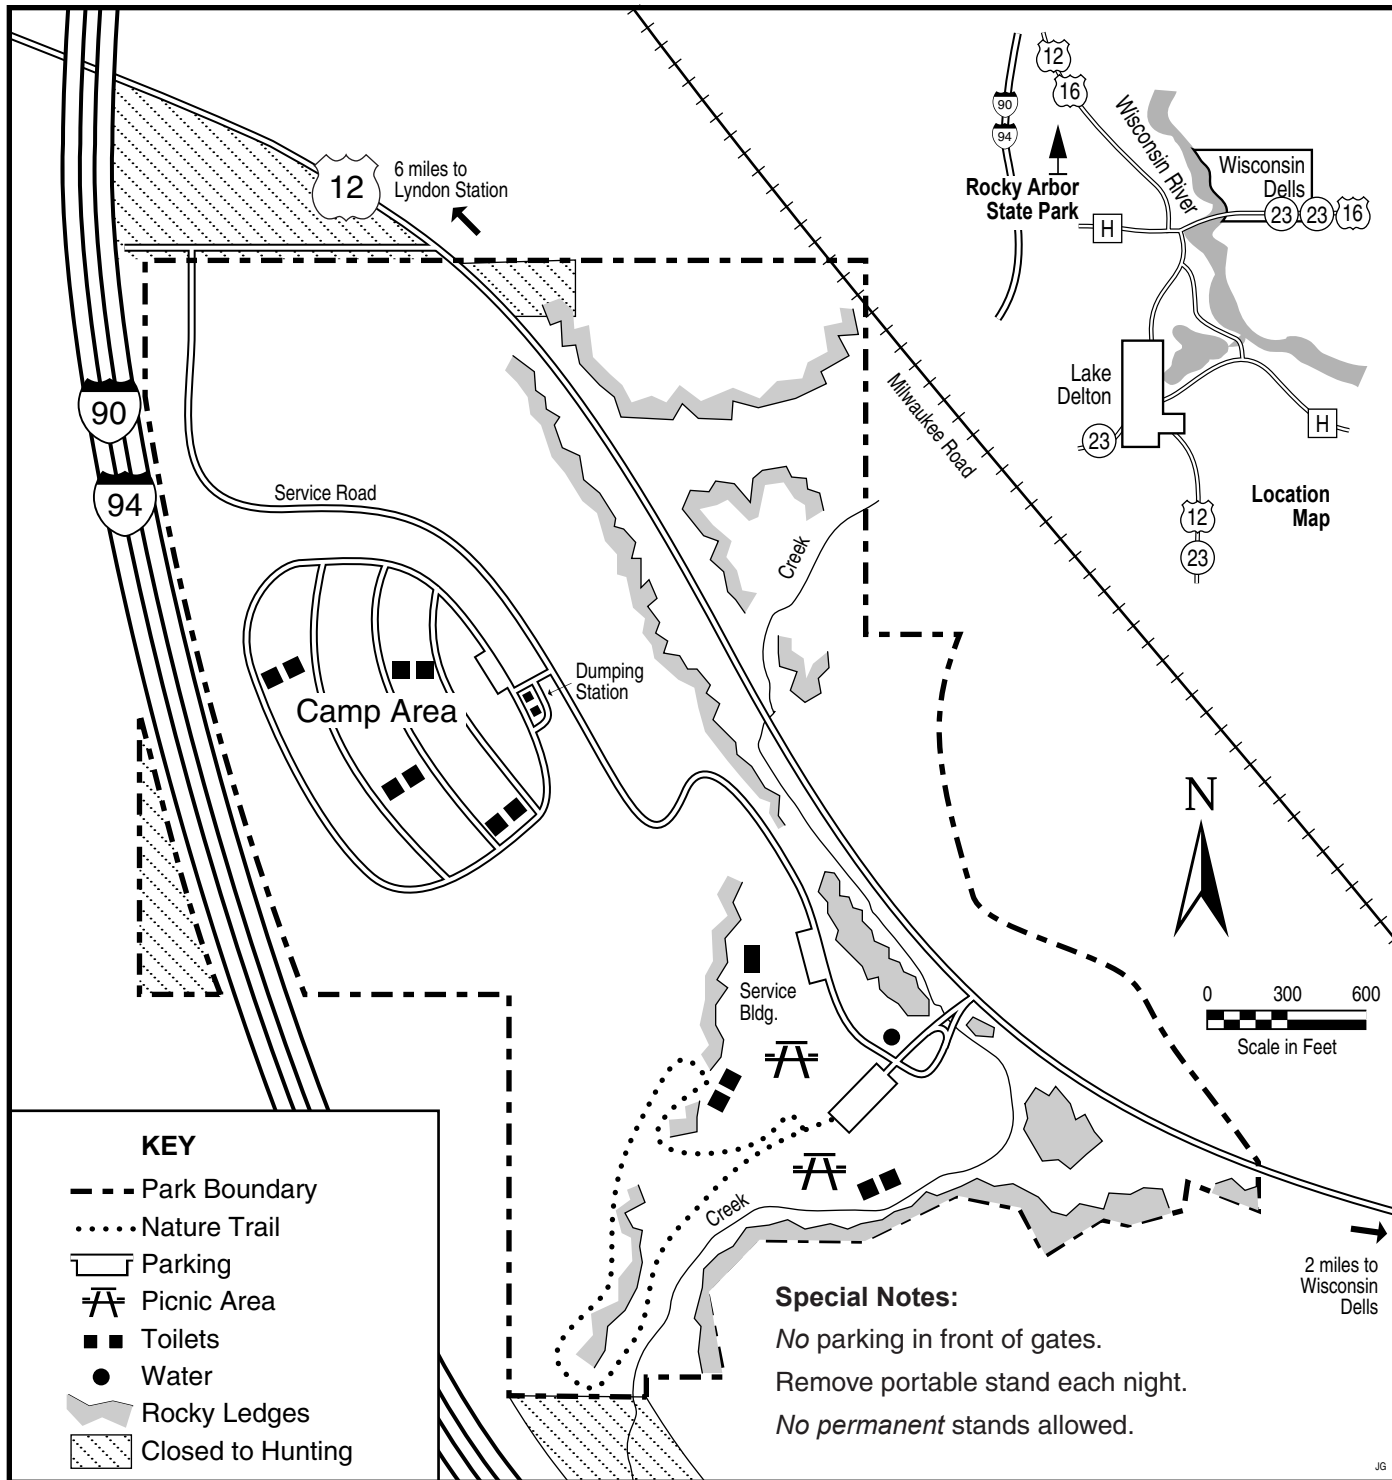 12
16
90
94
Wisconsin River
Wisconsin
Dells
Rocky Arbor
State Park
23
23
16
H
12
6 miles to
Lyndon Station
90
94
Milwaukee Road
Lake
Delton
23
H
Location
Map
12
23
Service Road
Creek
Dumping
Station
Camp Area
N
0 300 600
Scale in Feet
Service
Bldg.
Creek
2 miles to
Wisconsin
Dells
KEY
Park Boundary
Nature Trail
Parking
Picnic Area
Toilets
Water
Rocky Ledges
Closed to Hunting
Special Notes:
No parking in front of gates.
Remove portable stand each night.
No permanent stands allowed.
JG